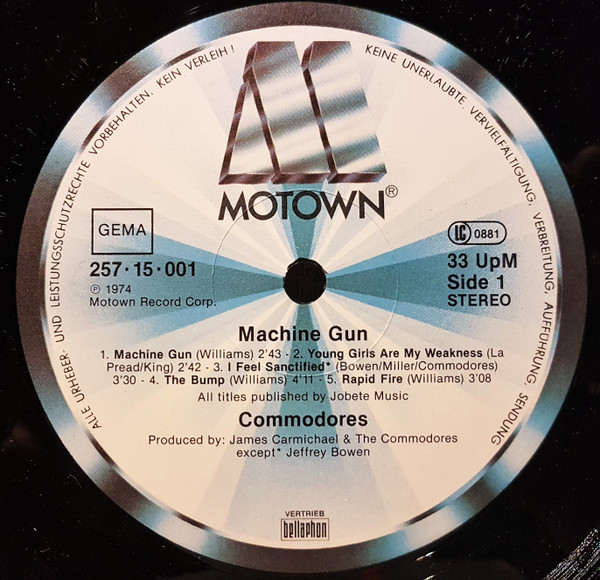 ALLE URHEBER- UND LEISTUNGSSCHUTZRECHTE VORBEHALTEN. KEIN VERLEIH! KEINE UNERLAUBTE VERVIELFÄLTIGUNG, VERBREITUNG, AUFFÜHRUNG, SENDUNG
MOTOWN®
GEMA
257·15·001
℗ 1974
Motown Record Corp.
LC 0881
33 UpM
Side 1
STEREO
Machine Gun
1. Machine Gun (Williams) 2'43 - 2. Young Girls Are My Weakness (La
Pread/King) 2'42 - 3. I Feel Sanctified* (Bowen/Miller/Commodores)
3'30 - 4. The Bump (Williams) 4'11 - 5. Rapid Fire (Williams) 3'08
All titles published by Jobete Music
Commodores
Produced by: James Carmichael & The Commodores
except* Jeffrey Bowen
VERTRIEB
bellaphon